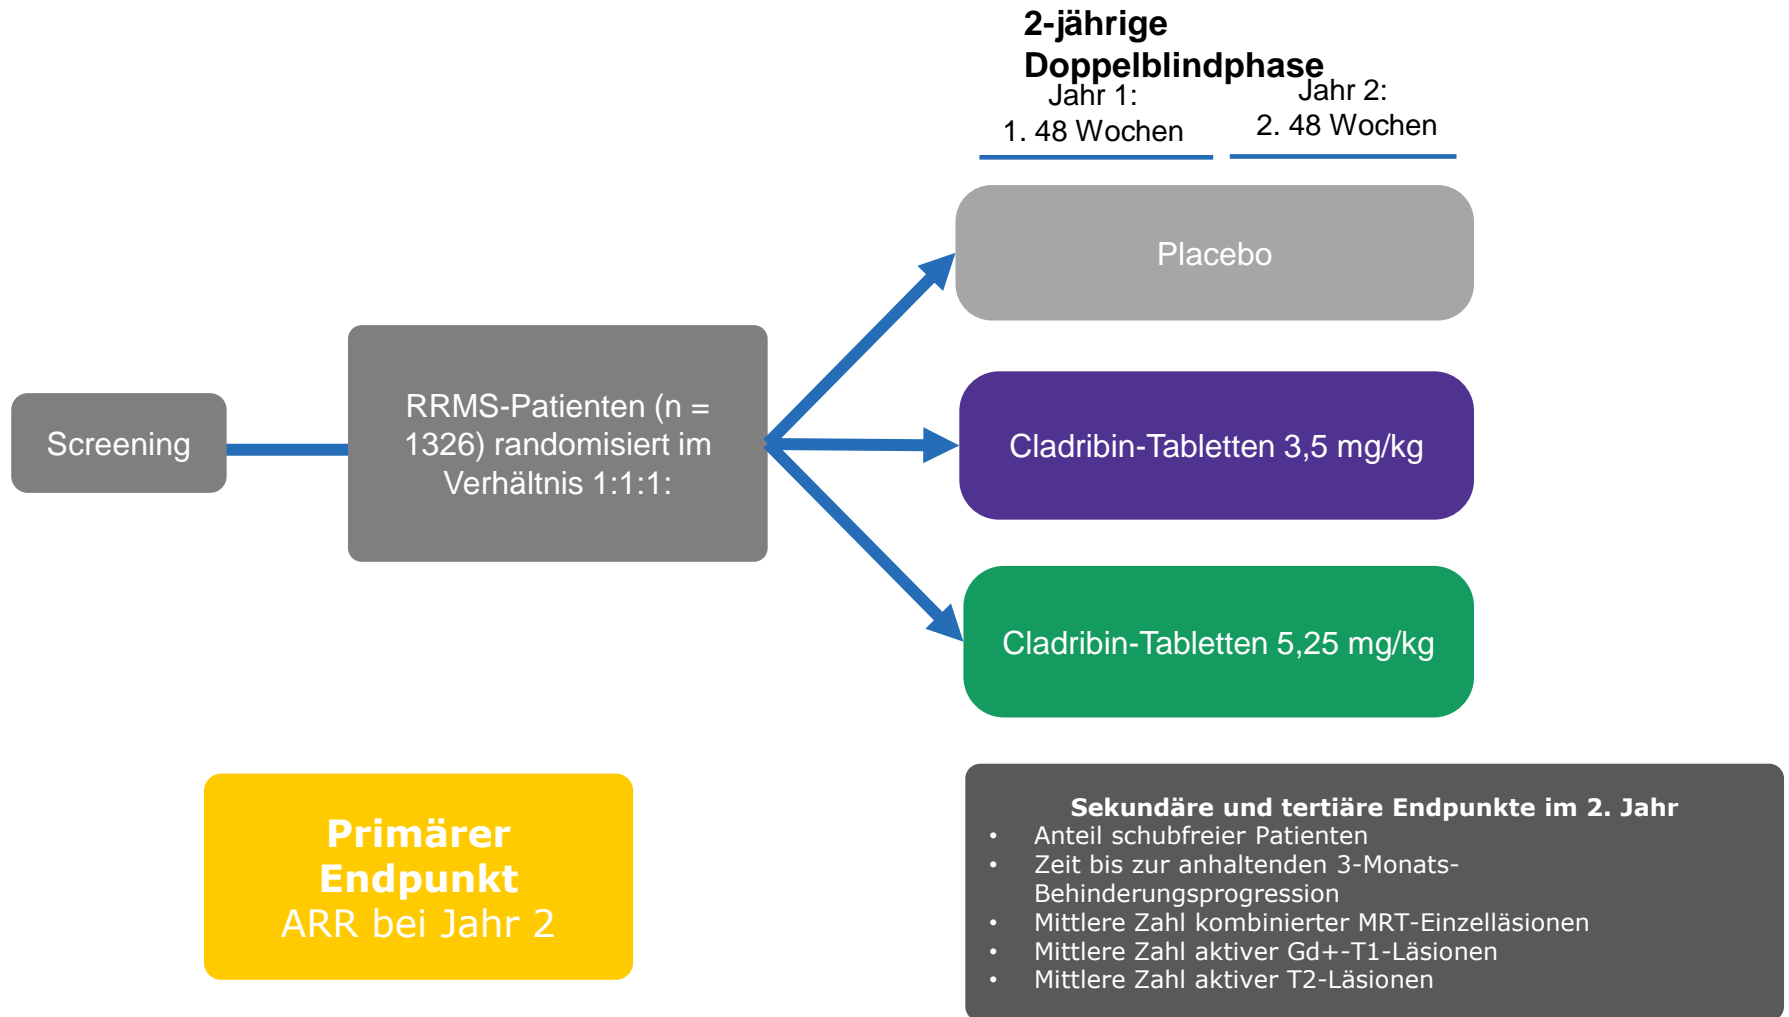 2-jährige
Doppelblindphase
Jahr 1:
1. 48 Wochen
Jahr 2:
2. 48 Wochen
Placebo
Screening
RRMS-Patienten (n =
1326) randomisiert im
Verhältnis 1:1:1:
Cladribin-Tabletten 3,5 mg/kg
Cladribin-Tabletten 5,25 mg/kg
Primärer
Endpunkt
ARR bei Jahr 2
Sekundäre und tertiäre Endpunkte im 2. Jahr
• Anteil schubfreier Patienten
• Zeit bis zur anhaltenden 3-Monats-
Behinderungsprogression
• Mittlere Zahl kombinierter MRT-Einzelläsionen
• Mittlere Zahl aktiver Gd+-T1-Läsionen
• Mittlere Zahl aktiver T2-Läsionen